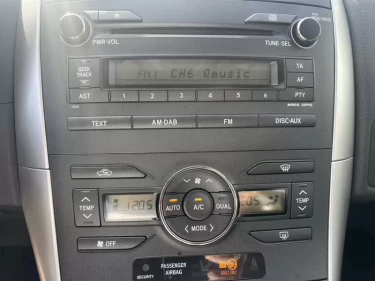 PWR•VOL
TUNE•SEL
SEEK
TRACK
FM1 CH6 Qmusic
TA
AF
AST
1 2 3 4 5 6
PTY
TEXT
AM•DAB
FM
DISC•AUX
TEMP
1205
AUTO
A/C
DUAL
MODE
TEMP
OFF
SECURITY
PASSENGER
AIRBAG